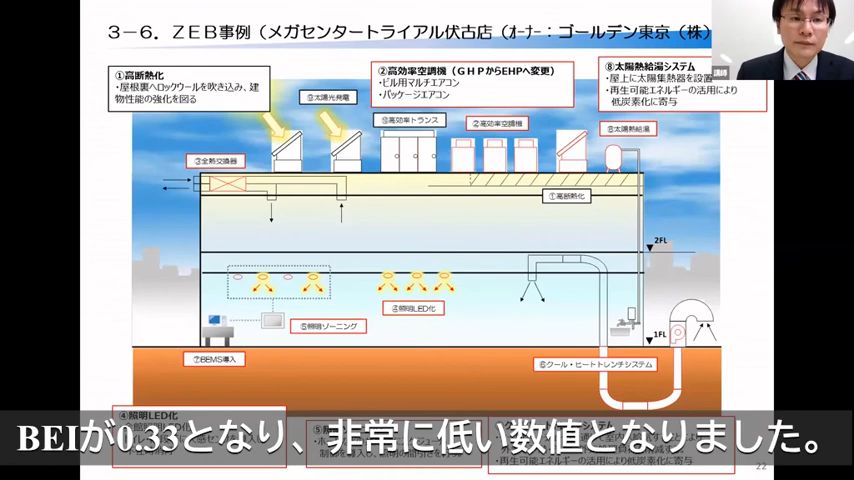 3－6．ＺＥＢ事例（メガセンタートライアル伏古店（ｵｰﾅｰ：ゴールデン東京（株）
講師
①高断熱化
・屋根裏へロックウールを吹き込み、建
物性能の強化を図る
②高効率空調機（ＧＨＰからEHPへ変更）
・ビル用マルチエアコン
・パッケージエアコン
⑧太陽熱給湯システム
・屋上に太陽集熱器を設置
・再生可能エネルギーの活用により
低炭素化に寄与
⑨太陽光発電
⑩高効率トランス
②高効率空調機
⑧太陽熱給湯
③全熱交換器
①高断熱化
2FL
④照明LED化
⑤照明ゾーニング
1FL
⑦BEMS導入
⑥クール・ヒートトレンチシステム
④照明LED化
・再生可能エネルギーの活用により低炭素化に寄与
BEIが0.33となり、非常に低い数値となりました。
22